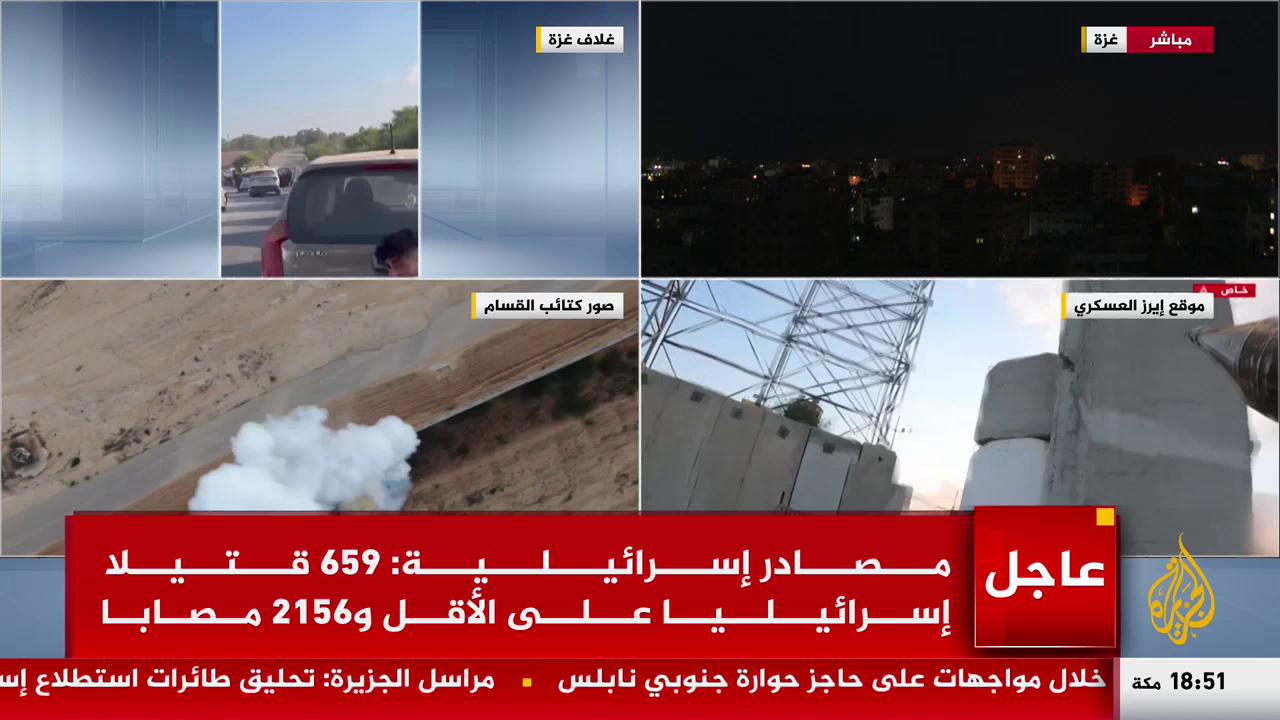 مباشر
غزة
غلاف غزة
خاص
موقع إيرز العسكري
صور كتائب القسام
عاجل
مصادر إسرائيلية: 659 قتيلا
إسرائيليا على الأقل و2156 مصابا
خلال مواجهات على حاجز حوارة جنوبي نابلس ▪ مراسل الجزيرة: تحليق طائرات استطلاع
18:51 مكة
الجزيرة